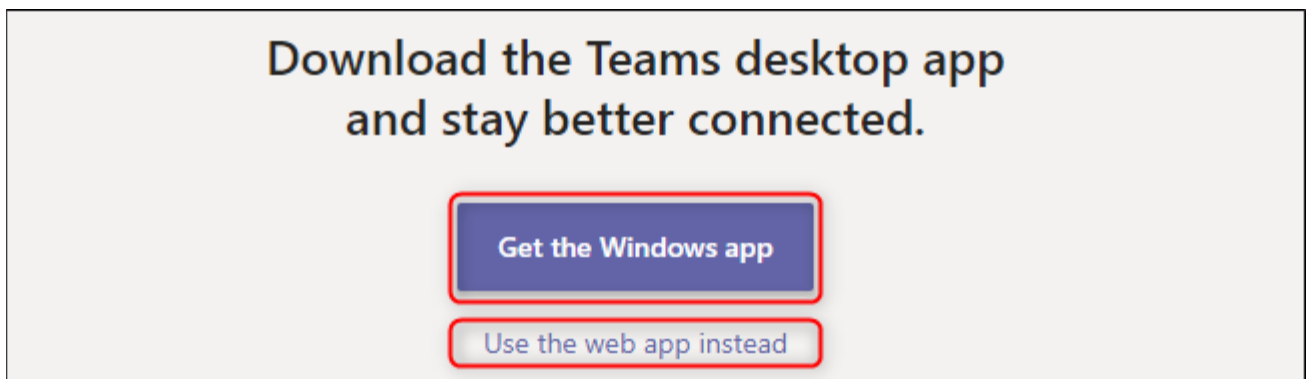 Download the Teams desktop app
and stay better connected.
Get the Windows app
Use the web app instead